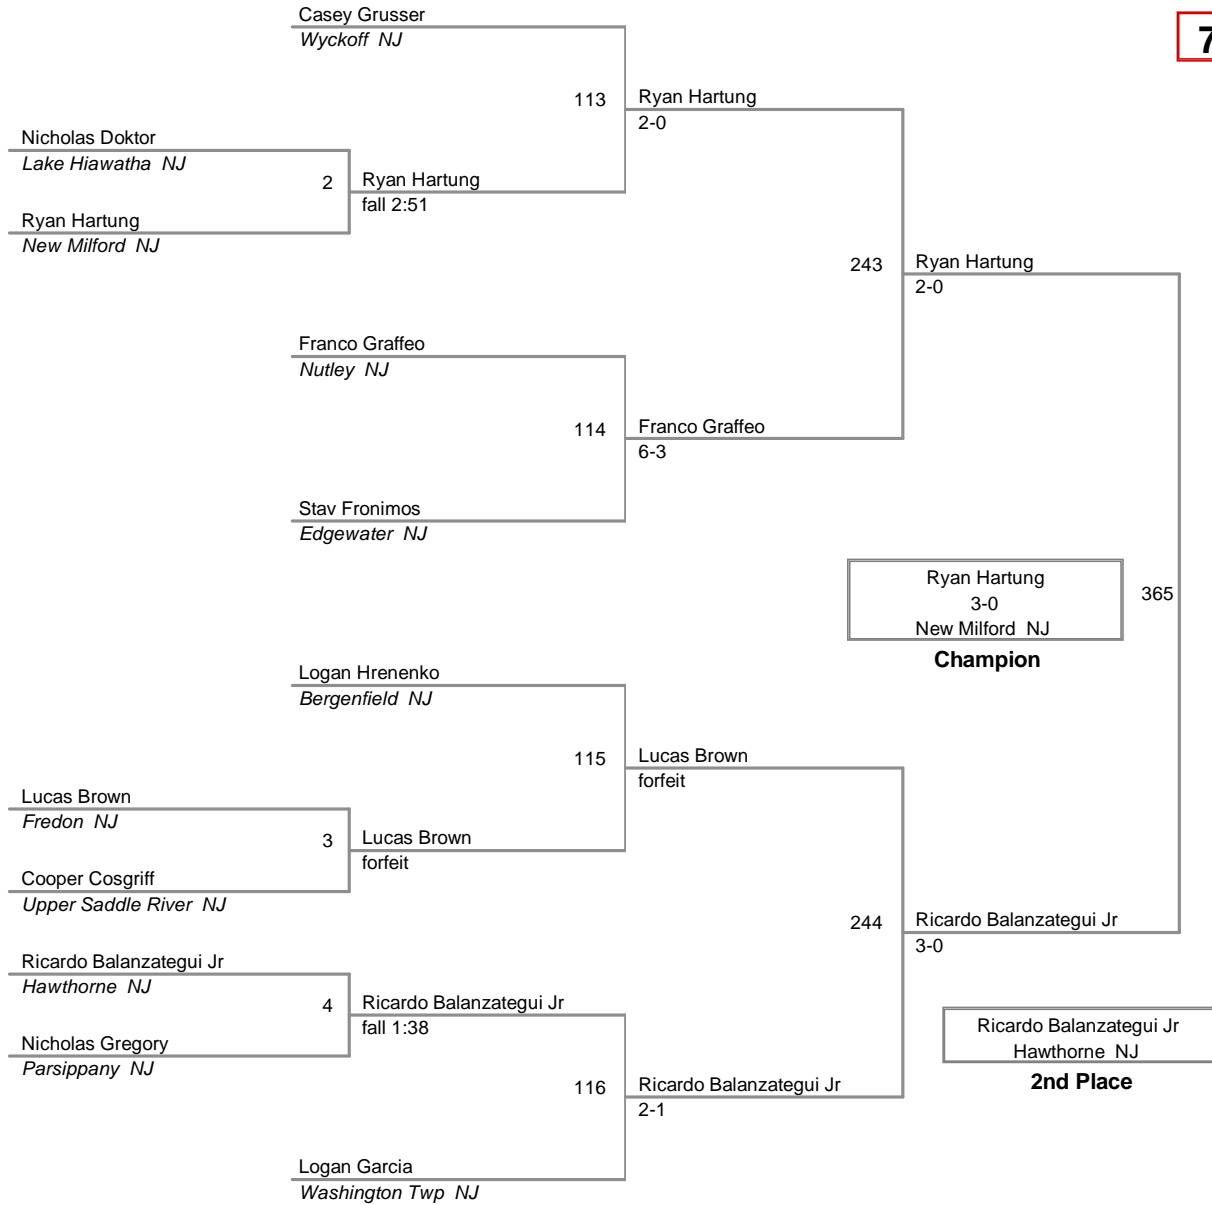 Casey Grusser
Wyckoff NJ
7
113
Ryan Hartung
2-0
Nicholas Doktor
Lake Hiawatha NJ
2
Ryan Hartung
fall 2:51
Ryan Hartung
New Milford NJ
243
Ryan Hartung
2-0
Franco Graffeo
Nutley NJ
114
Franco Graffeo
6-3
Stav Fronimos
Edgewater NJ
Ryan Hartung
3-0
New Milford NJ
Champion
365
Logan Hrenenko
Bergenfield NJ
115
Lucas Brown
forfeit
Lucas Brown
Fredon NJ
3
Lucas Brown
forfeit
Cooper Cosgriff
Upper Saddle River NJ
244
Ricardo Balanzategui Jr
3-0
Ricardo Balanzategui Jr
Hawthorne NJ
4
Ricardo Balanzategui Jr
fall 1:38
Nicholas Gregory
Parsippany NJ
Ricardo Balanzategui Jr
Hawthorne NJ
2nd Place
116
Ricardo Balanzategui Jr
2-1
Logan Garcia
Washington Twp NJ